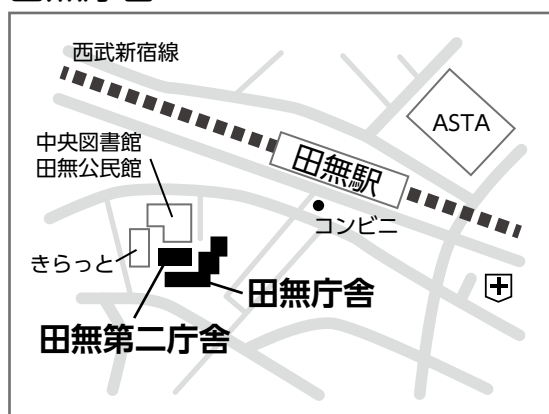 西武新宿線
ASTA
中央図書館
田無公民館
田無駅
コンビニ
きらっと
田無庁舎
田無第二庁舎